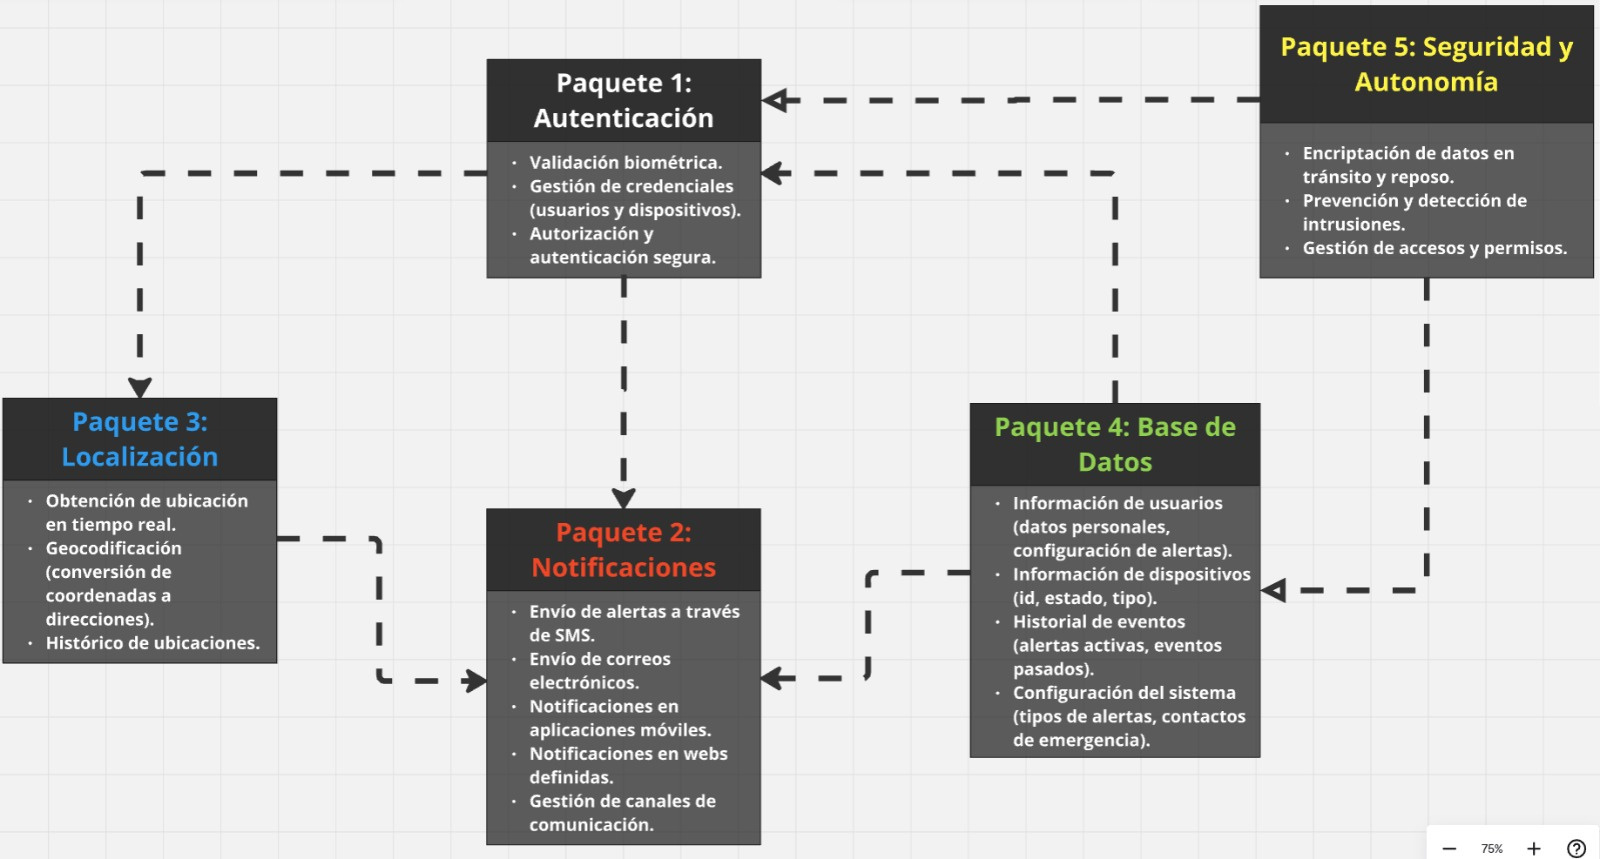 Paquete 5: Seguridad y
Autonomía
· Encriptación de datos en
tránsito y reposo.
· Prevención y detección de
intrusiones.
· Gestión de accesos y permisos.
Paquete 1:
Autenticación
· Validación biométrica.
· Gestión de credenciales
(usuarios y dispositivos).
· Autorización y
autenticación segura.
Paquete 3:
Localización
· Obtención de ubicación
en tiempo real.
· Geocodificación
(conversión de
coordenadas a
direcciones).
· Histórico de ubicaciones.
Paquete 2:
Notificaciones
· Envío de alertas a través
de SMS.
· Envío de correos
electrónicos.
· Notificaciones en
aplicaciones móviles.
· Notificaciones en webs
definidas.
· Gestión de canales de
comunicación.
Paquete 4: Base de
Datos
· Información de usuarios
(datos personales,
configuración de alertas).
· Información de dispositivos
(id, estado, tipo).
· Historial de eventos
(alertas activas, eventos
pasados).
· Configuración del sistema
(tipos de alertas, contactos
de emergencia).
− 75% + ?